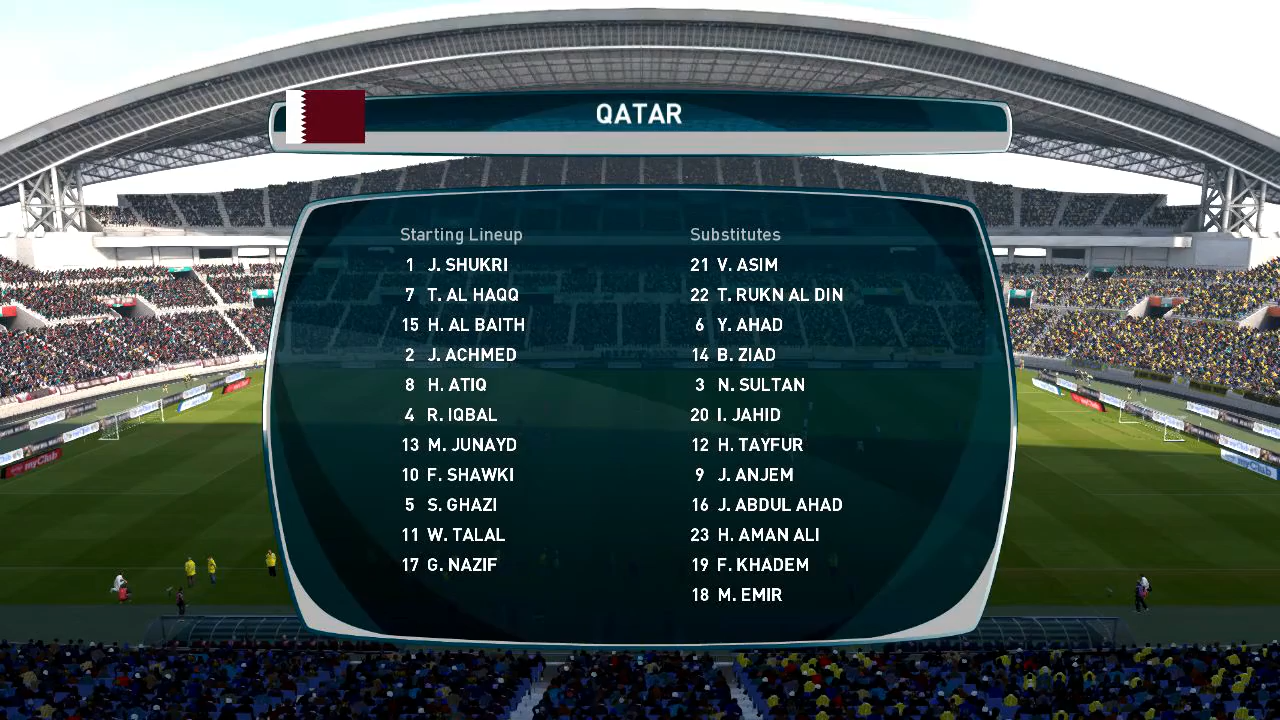 QATAR
Starting Lineup
1 J. SHUKRI
7 T. AL HAQQ
15 H. AL BAITH
2 J. ACHMED
8 H. ATIQ
4 R. IQBAL
13 M. JUNAYD
10 F. SHAWKI
5 S. GHAZI
11 W. TALAL
17 G. NAZIF
Substitutes
21 V. ASIM
22 T. RUKN AL DIN
6 Y. AHAD
14 B. ZIAD
3 N. SULTAN
20 I. JAHID
12 H. TAYFUR
9 J. ANJEM
16 J. ABDUL AHAD
23 H. AMAN ALI
19 F. KHADEM
18 M. EMIR
myClub
myClub